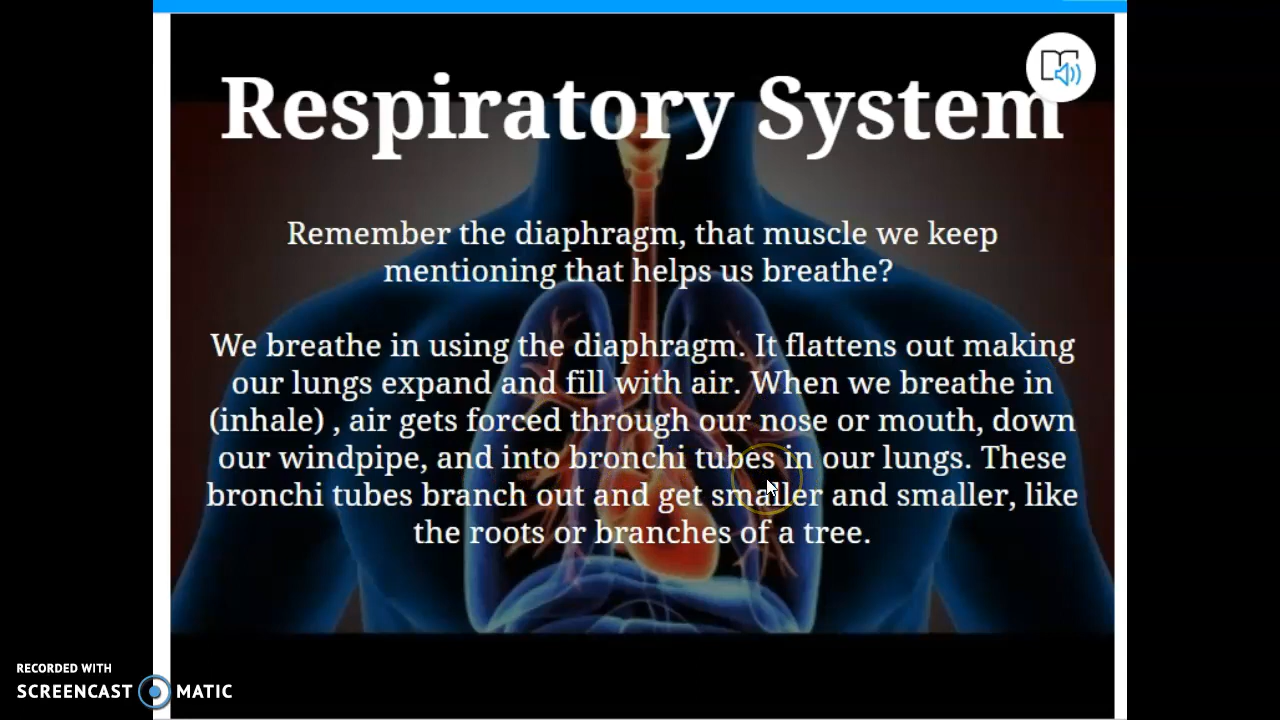 Respiratory System
Remember the diaphragm, that muscle we keep
mentioning that helps us breathe?
We breathe in using the diaphragm. It flattens out making
our lungs expand and fill with air. When we breathe in
(inhale) , air gets forced through our nose or mouth, down
our windpipe, and into bronchi tubes in our lungs. These
bronchi tubes branch out and get smaller and smaller, like
the roots or branches of a tree.
RECORDED WITH
SCREENCAST MATIC